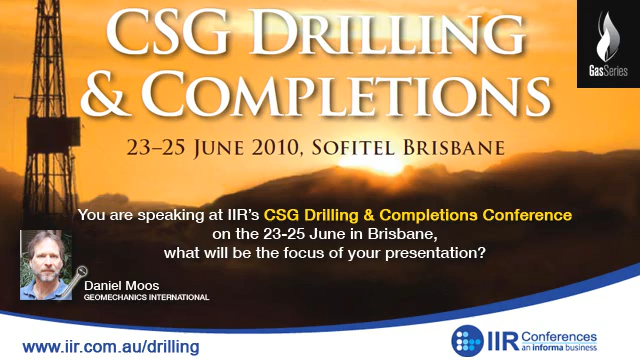 CSG DRILLING
& COMPLETIONS
GasSeries
23–25 JUNE 2010, SOFITEL BRISBANE
You are speaking at IIR's CSG Drilling & Completions Conference
on the 23-25 June in Brisbane,
what will be the focus of your presentation?
Daniel Moos
GEOMECHANICS INTERNATIONAL
www.iir.com.au/drilling
IIR Conferences
an informa business